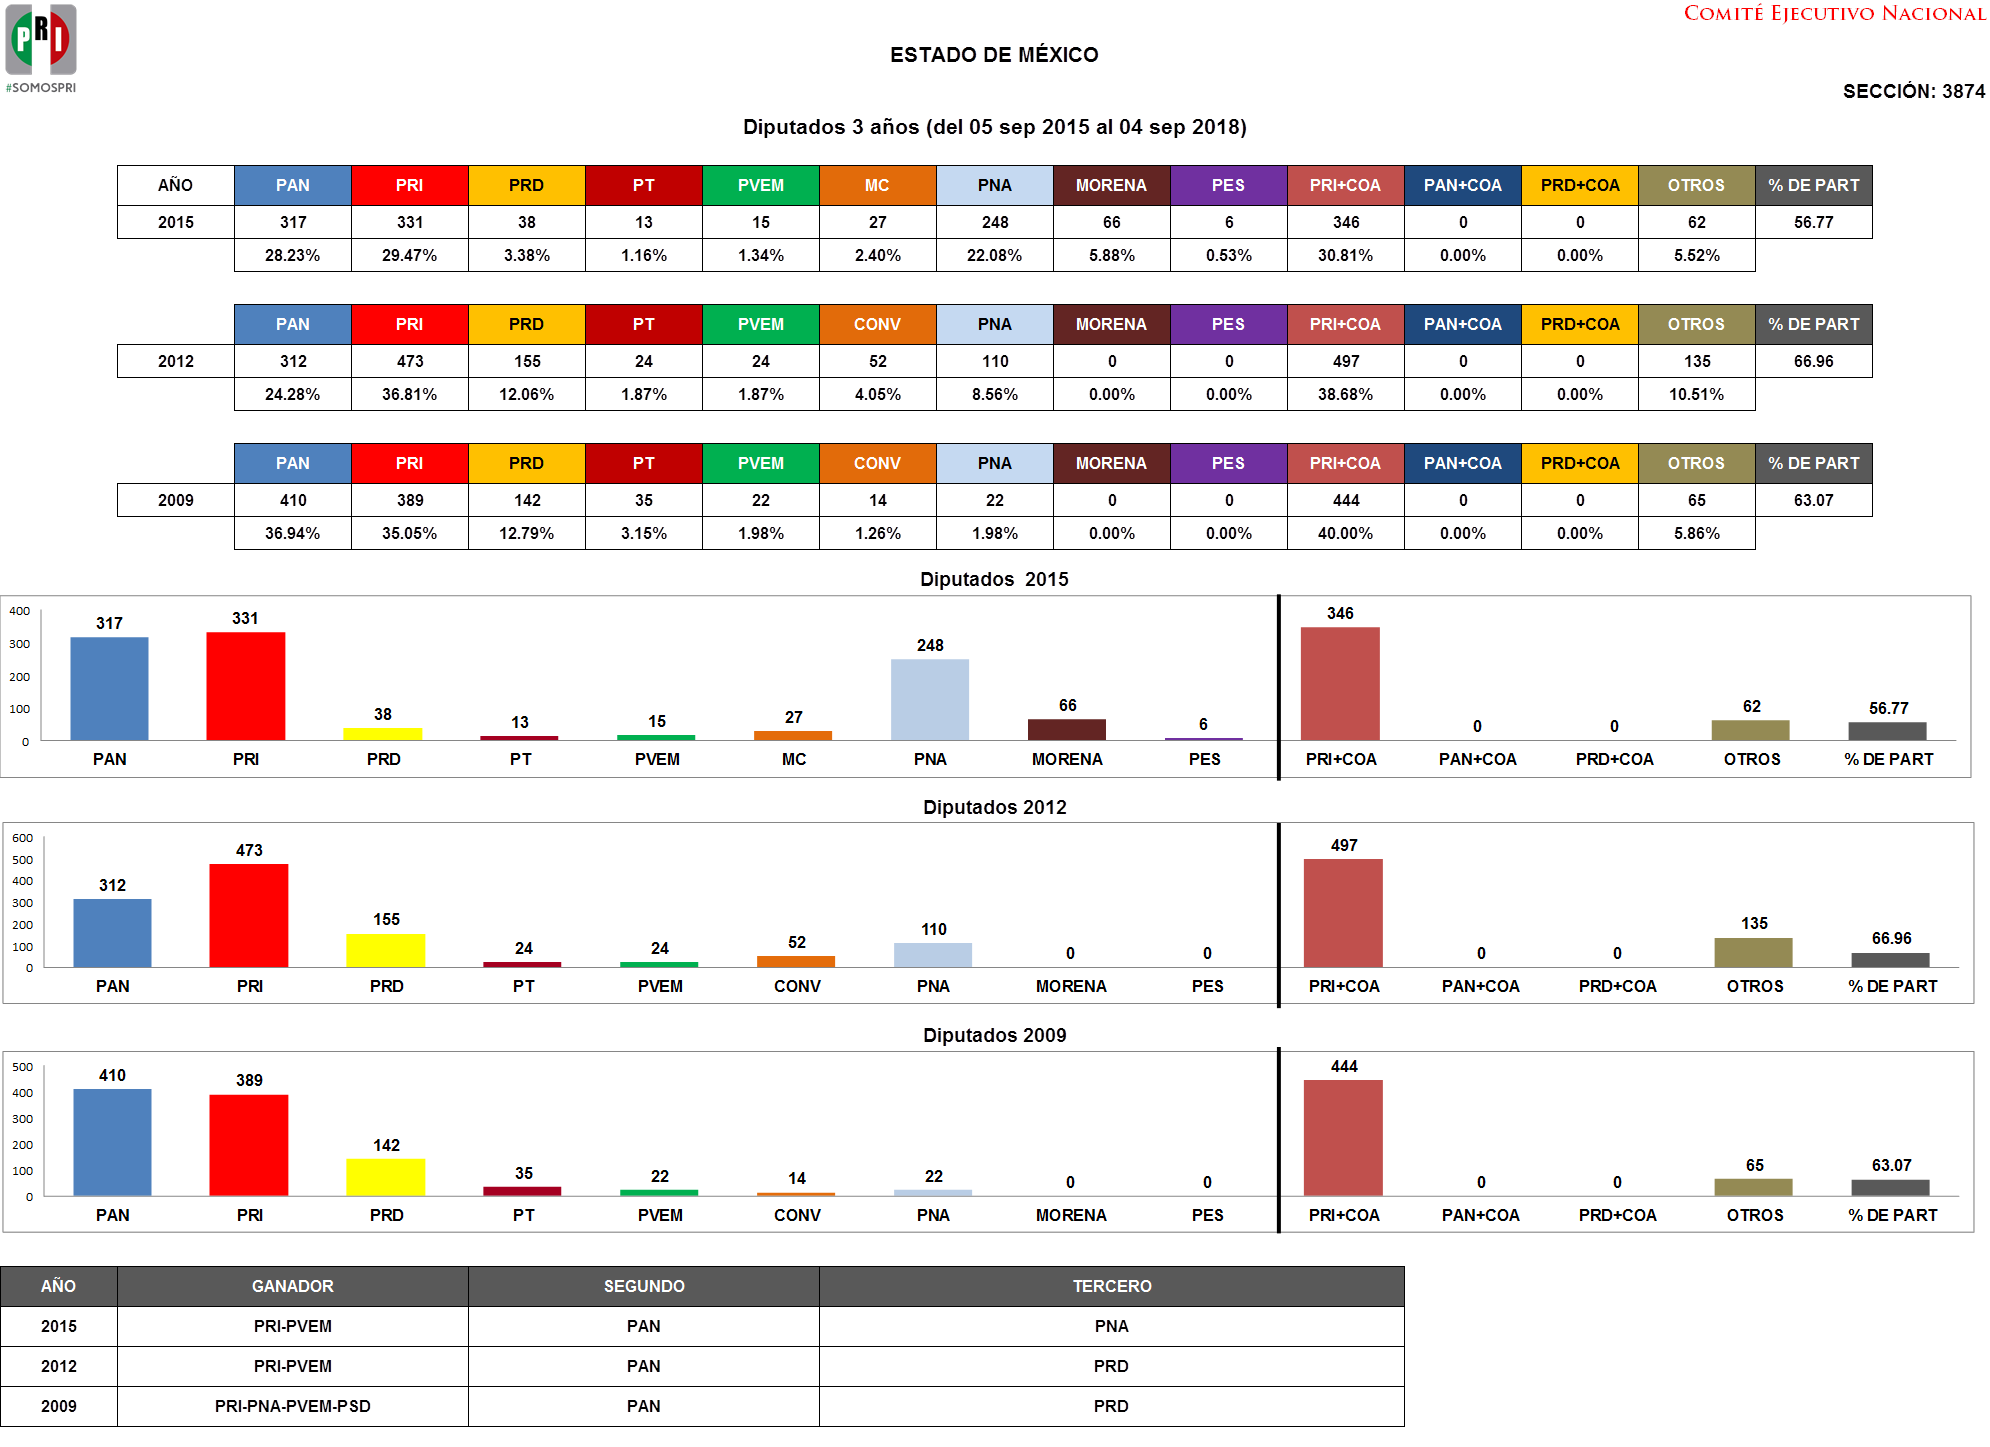 PRI
#SOMOSPRI
COMITÉ EJECUTIVO NACIONAL
ESTADO DE MÉXICO
SECCIÓN: 3874
Diputados 3 años (del 05 sep 2015 al 04 sep 2018)
AÑO PAN PRI PRD PT PVEM MC PNA MORENA PES PRI+COA PAN+COA PRD+COA OTROS % DE PART
2015 317 331 38 13 15 27 248 66 6 346 0 0 62 56.77
28.23% 29.47% 3.38% 1.16% 1.34% 2.40% 22.08% 5.88% 0.53% 30.81% 0.00% 0.00% 5.52%
PAN PRI PRD PT PVEM CONV PNA MORENA PES PRI+COA PAN+COA PRD+COA OTROS % DE PART
2012 312 473 155 24 24 52 110 0 0 497 0 0 135 66.96
24.28% 36.81% 12.06% 1.87% 1.87% 4.05% 8.56% 0.00% 0.00% 38.68% 0.00% 0.00% 10.51%
PAN PRI PRD PT PVEM CONV PNA MORENA PES PRI+COA PAN+COA PRD+COA OTROS % DE PART
2009 410 389 142 35 22 14 22 0 0 444 0 0 65 63.07
36.94% 35.05% 12.79% 3.15% 1.98% 1.26% 1.98% 0.00% 0.00% 40.00% 0.00% 0.00% 5.86%
Diputados 2015
400
300
200
100
0
317 331 38 13 15 27 248 66 6 346 0 0 62 56.77
PAN PRI PRD PT PVEM MC PNA MORENA PES PRI+COA PAN+COA PRD+COA OTROS % DE PART
Diputados 2012
600
500
400
300
200
100
0
312 473 155 24 24 52 110 0 0 497 0 0 135 66.96
PAN PRI PRD PT PVEM CONV PNA MORENA PES PRI+COA PAN+COA PRD+COA OTROS % DE PART
Diputados 2009
500
400
300
200
100
0
410 389 142 35 22 14 22 0 0 444 0 0 65 63.07
PAN PRI PRD PT PVEM CONV PNA MORENA PES PRI+COA PAN+COA PRD+COA OTROS % DE PART
AÑO GANADOR SEGUNDO TERCERO
2015 PRI-PVEM PAN PNA
2012 PRI-PVEM PAN PRD
2009 PRI-PNA-PVEM-PSD PAN PRD